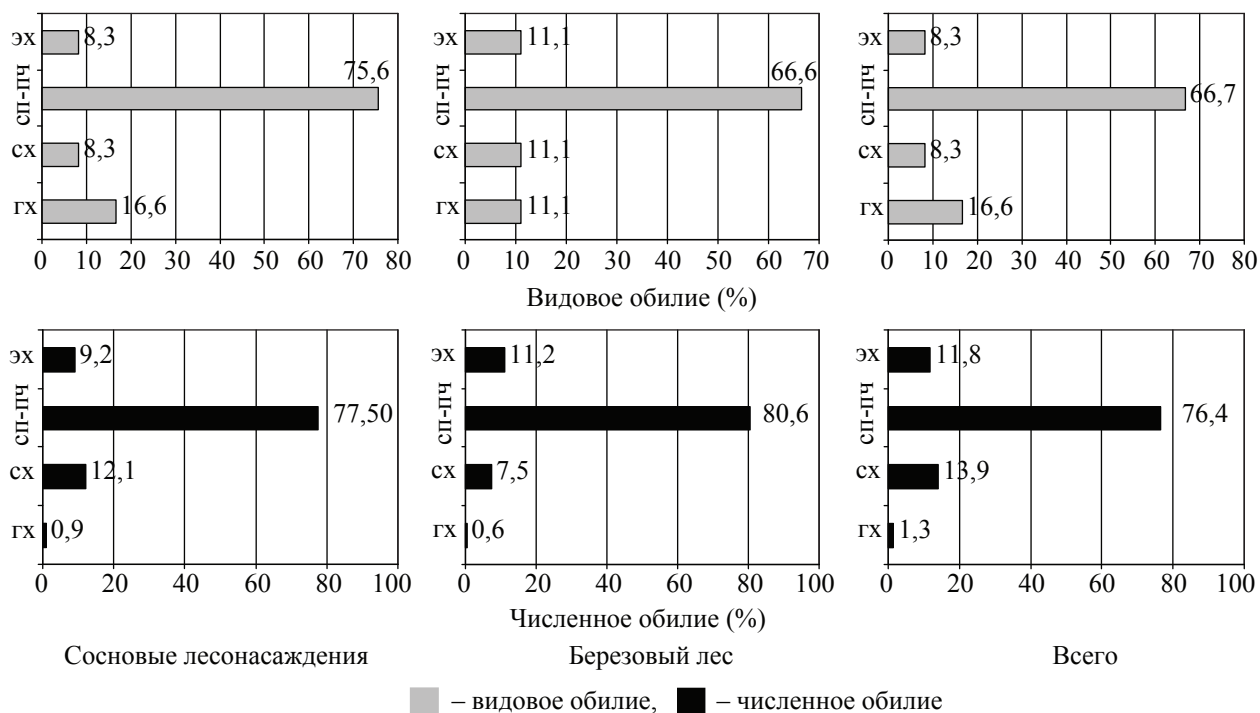 эх 8,3
сп-пч 75,6
сх 8,3
гх 16,6
0 10 20 30 40 50 60 70 80
эх 11,1
сп-пч 66,6
сх 11,1
гх 11,1
0 10 20 30 40 50 60 70
эх 8,3
сп-пч 66,7
сх 8,3
гх 16,6
0 10 20 30 40 50 60 70 80
Видовое обилие (%)
эх 9,2
сп-пч 77,50
сх 12,1
гх 0,9
0 20 40 60 80 100
эх 11,2
сп-пч 80,6
сх 7,5
гх 0,6
0 20 40 60 80 100
эх 11,8
сп-пч 76,4
сх 13,9
гх 1,3
0 20 40 60 80 100
Численное обилие (%)
Сосновые лесонасаждения Березовый лес Всего
– видовое обилие, – численное обилие